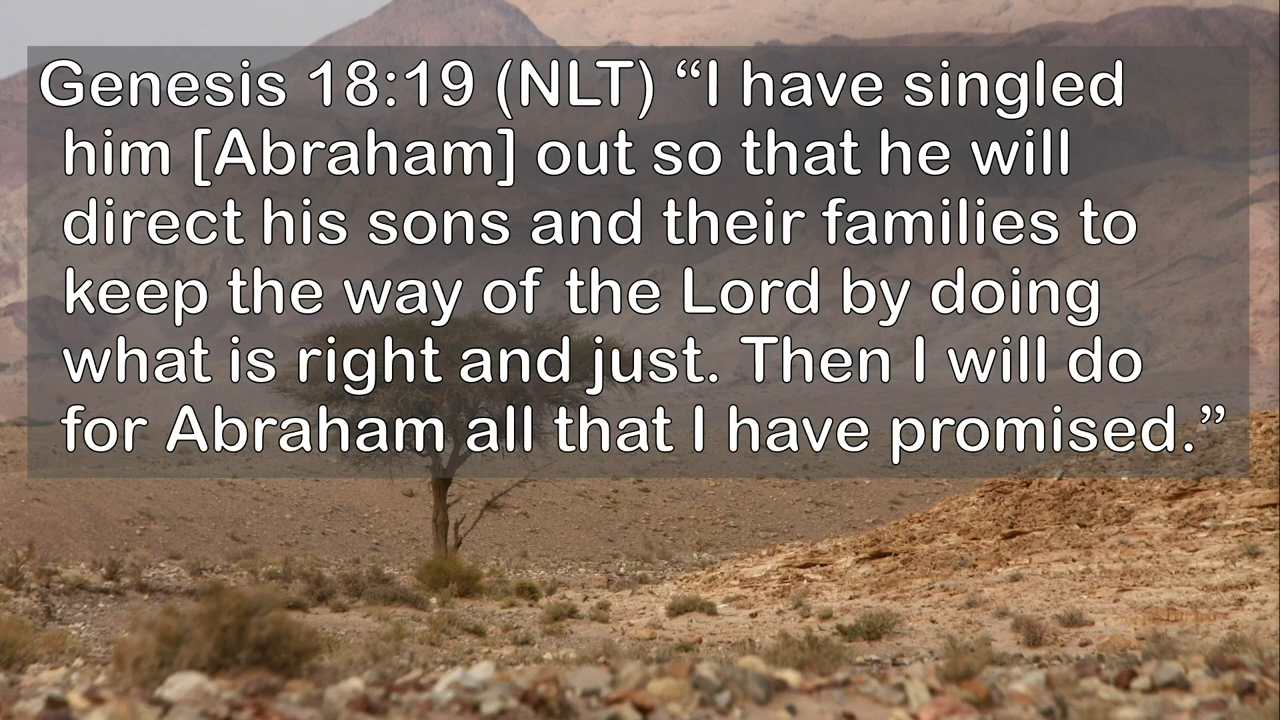 Genesis 18:19 (NLT) “I have singled
him [Abraham] out so that he will
direct his sons and their families to
keep the way of the Lord by doing
what is right and just. Then I will do
for Abraham all that I have promised.”